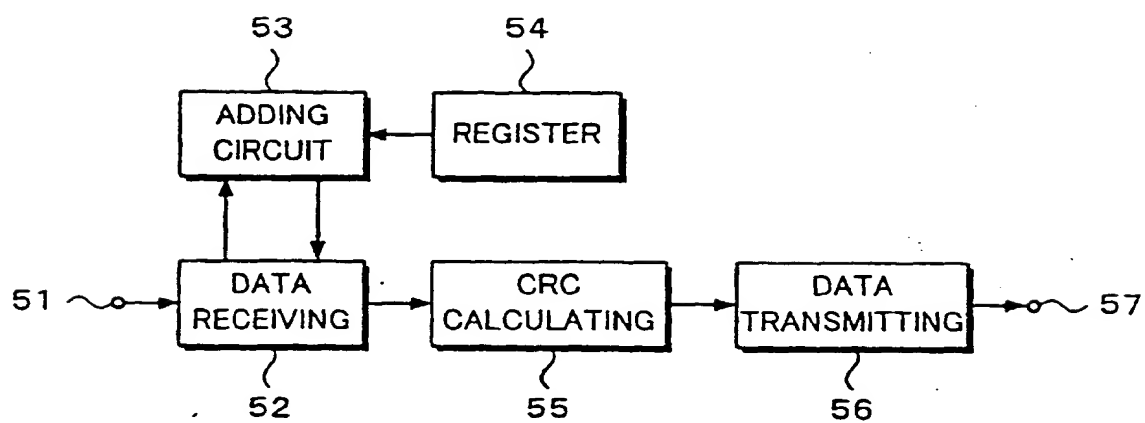 53
54
ADDING
CIRCUIT
REGISTER
51
DATA
RECEIVING
CRC
CALCULATING
DATA
TRANSMITTING
57
52
55
56